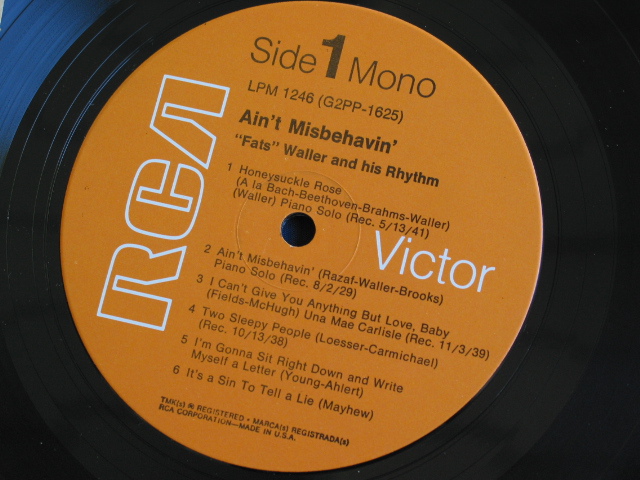 Side 1 Mono
LPM 1246 (G2PP-1625)
Ain't Misbehavin'
"Fats" Waller and his Rhythm
1 Honeysuckle Rose
(A la Bach-Beethoven-Brahms-Waller)
(Waller) Piano Solo (Rec. 5/13/41)
RCA Victor
2 Ain't Misbehavin' (Razaf-Waller-Brooks)
Piano Solo (Rec. 8/2/29)
3 I Can't Give You Anything But Love, Baby
(Fields-McHugh) Una Mae Carlisle (Rec. 11/3/39)
4 Two Sleepy People (Loesser-Carmichael)
(Rec. 10/13/38)
5 I'm Gonna Sit Right Down and Write
Myself a Letter (Young-Ahlert)
6 It's a Sin To Tell a Lie (Mayhew)
TMK(s) ® REGISTERED • MARCA(s) REGISTRADA(s)
RCA CORPORATION—MADE IN U.S.A.